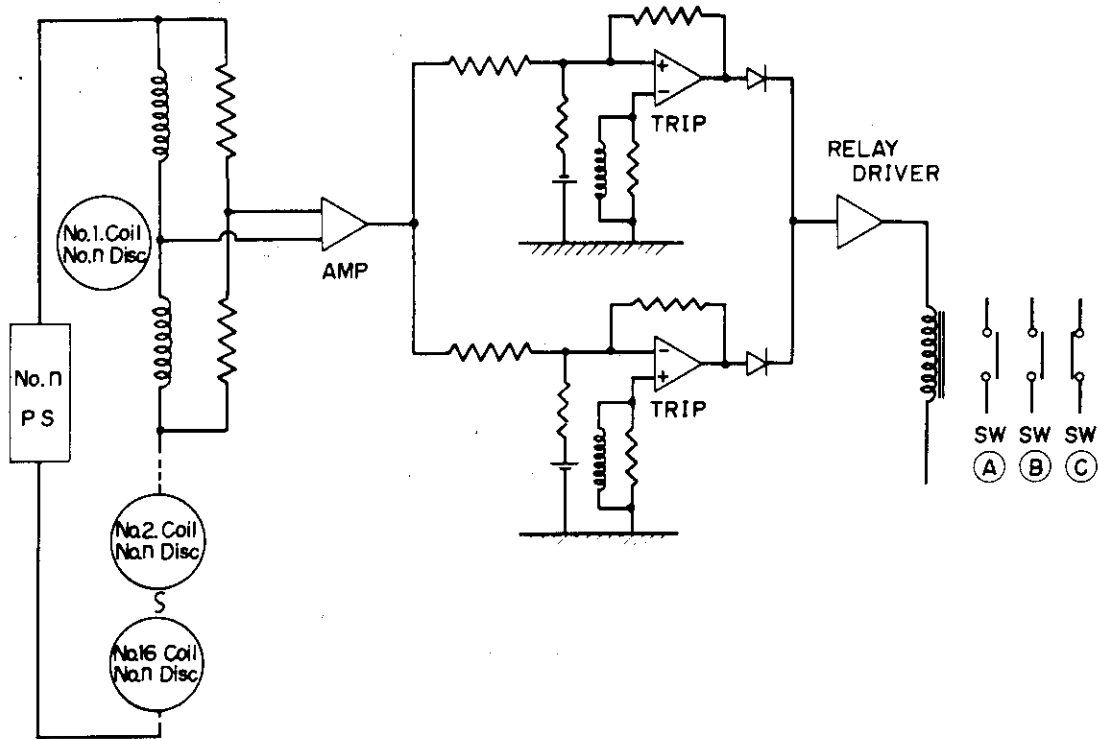 No.1. Coil
No.n Disc
No. n
PS
No.2. Coil
No.n Disc
No.16 Coil
No.n Disc
AMP
+
−
TRIP
−
+
TRIP
RELAY
DRIVER
SW SW SW
A B C